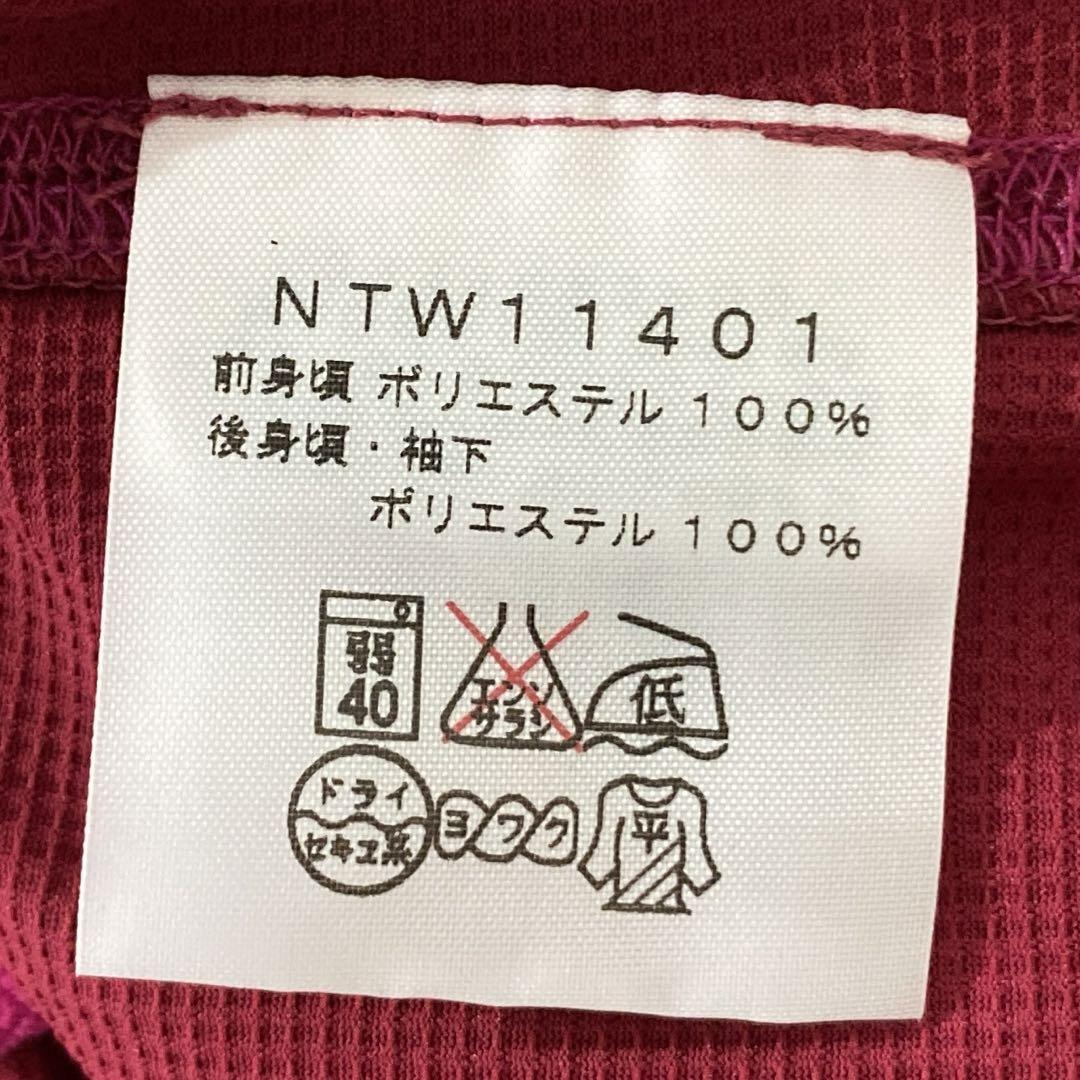 NTW11401
前身頃 ポリエステル 100%
後身頃・袖下
ポリエステル 100%
弱
40
エンソ
サラシ
低
ドライ
セキユ系
ヨワク
平